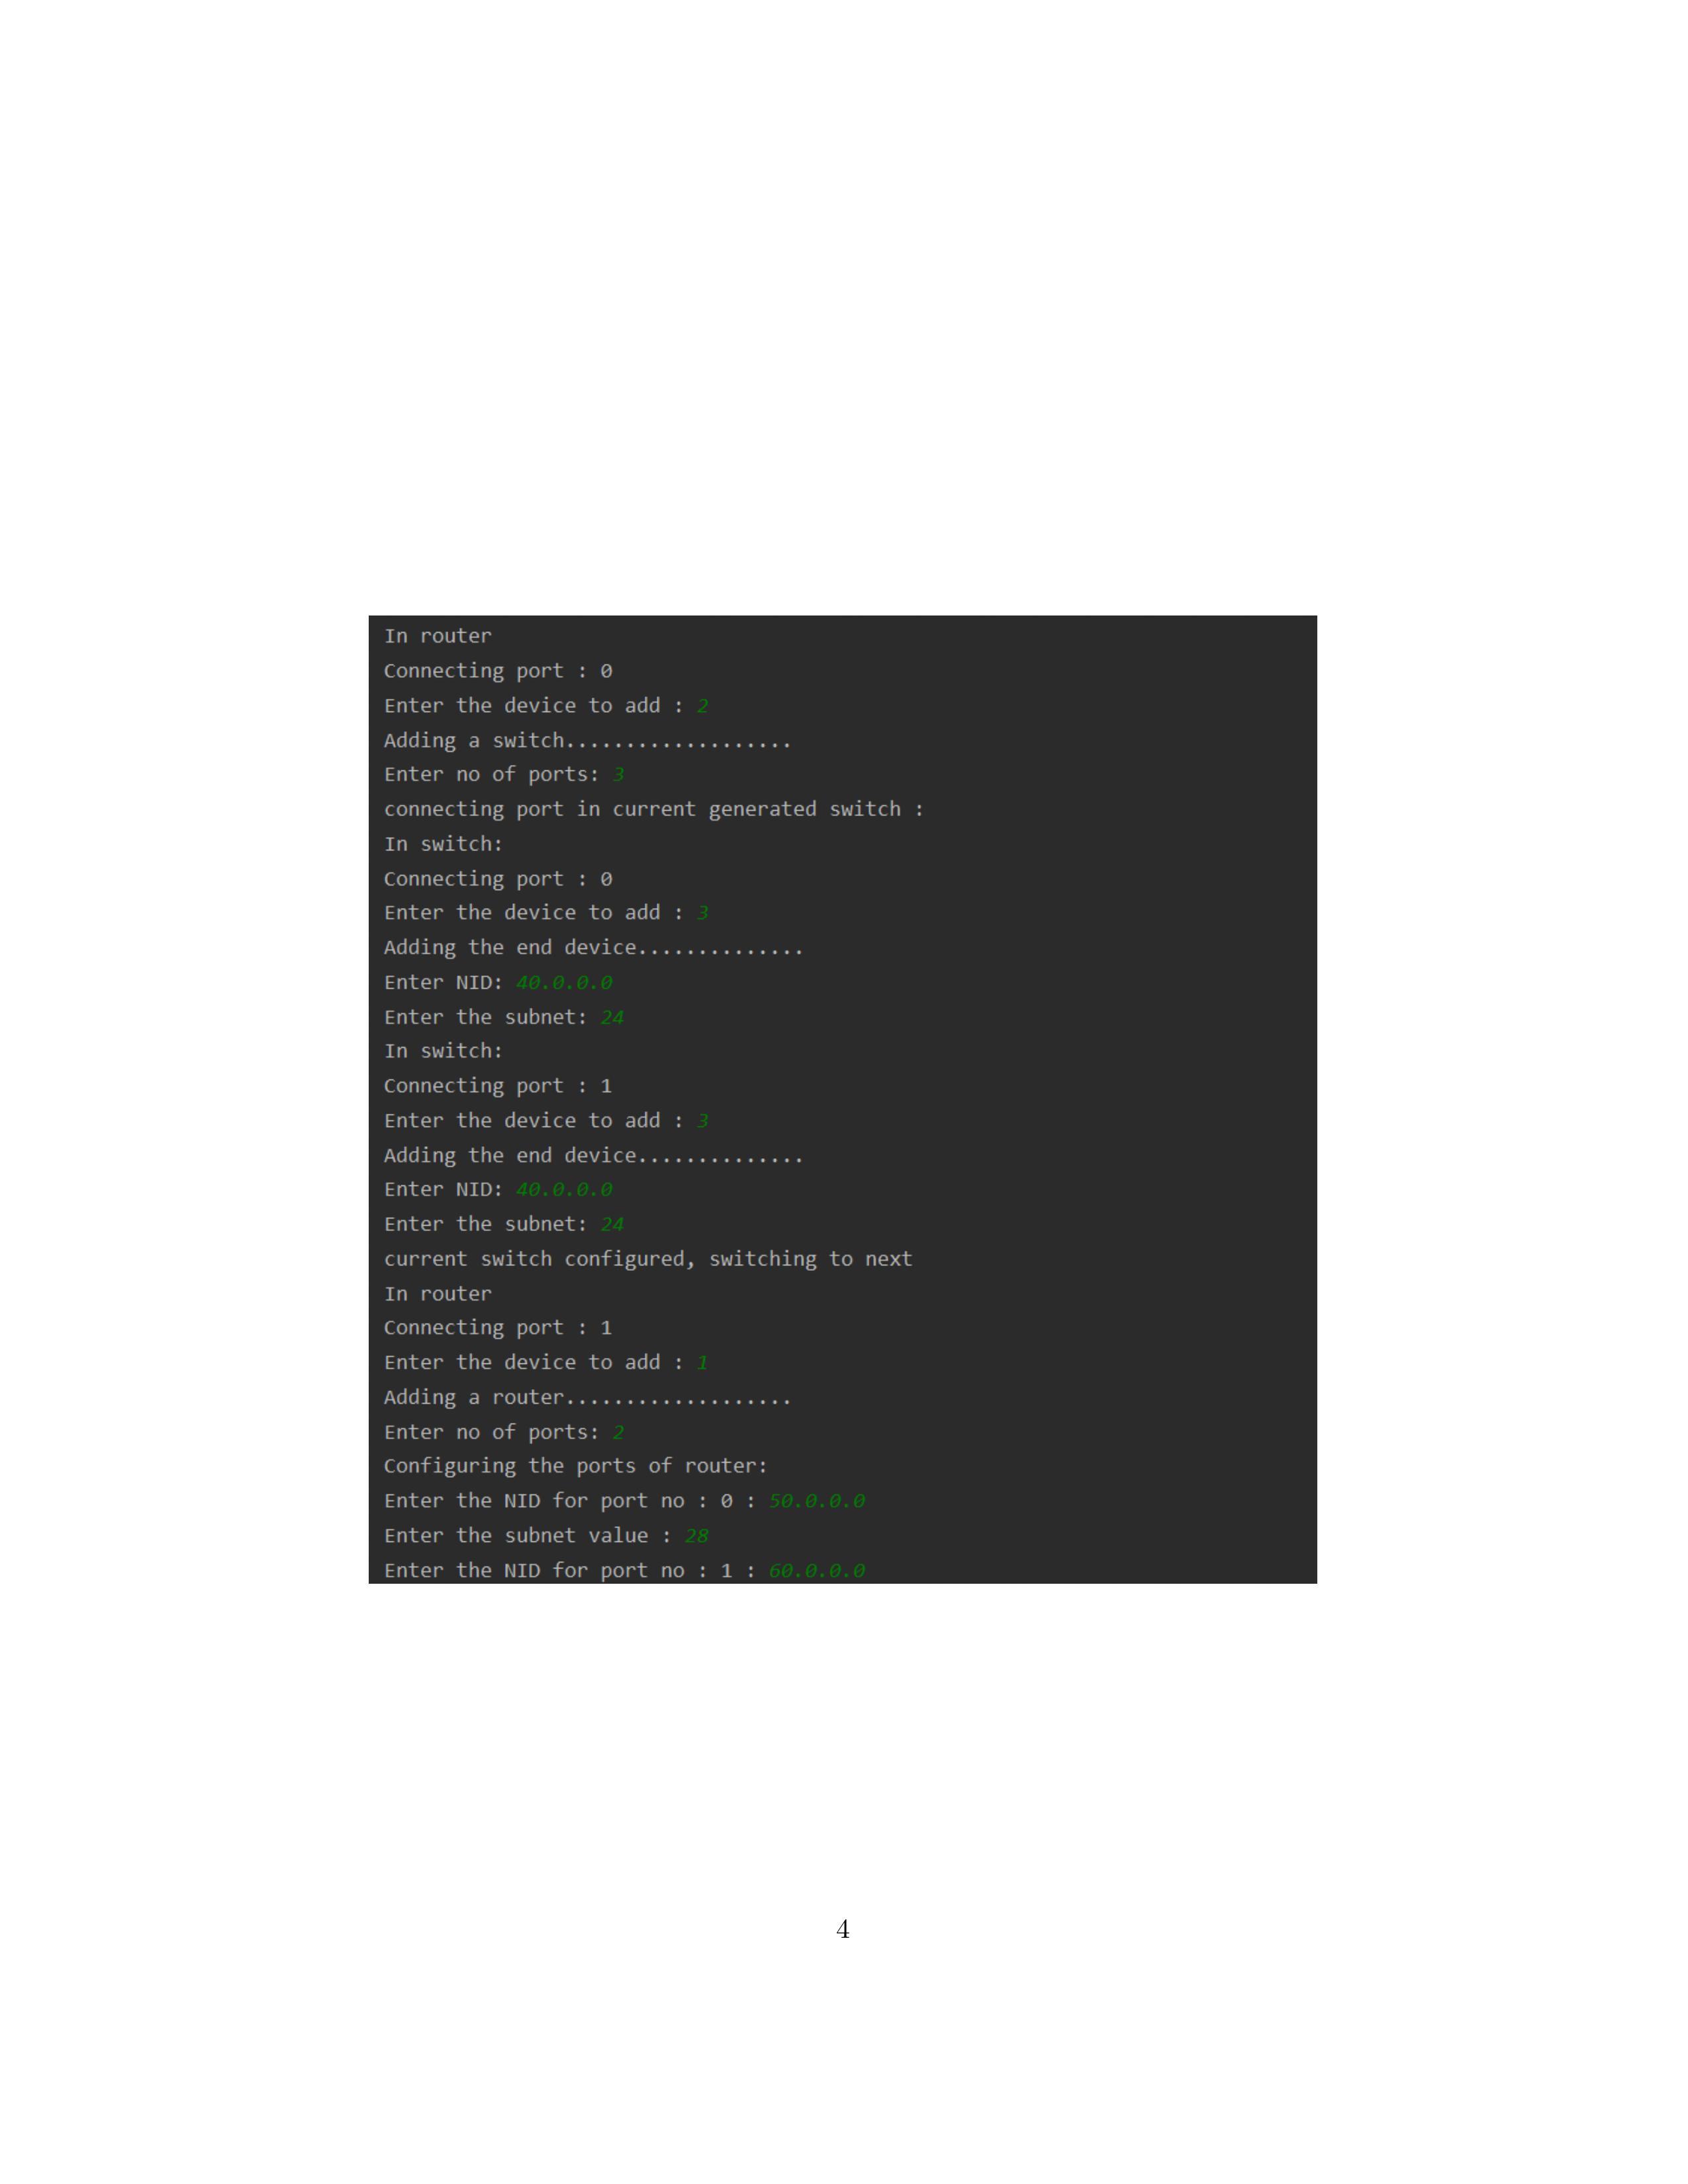 In router
Connecting port : 0
Enter the device to add : 2
Adding a switch...................
Enter no of ports: 3
connecting port in current generated switch :
In switch:
Connecting port : 0
Enter the device to add : 3
Adding the end device..............
Enter NID: 40.0.0.0
Enter the subnet: 24
In switch:
Connecting port : 1
Enter the device to add : 3
Adding the end device..............
Enter NID: 40.0.0.0
Enter the subnet: 24
current switch configured, switching to next
In router
Connecting port : 1
Enter the device to add : 1
Adding a router...................
Enter no of ports: 2
Configuring the ports of router:
Enter the NID for port no : 0 : 50.0.0.0
Enter the subnet value : 28
Enter the NID for port no : 1 : 60.0.0.0
4